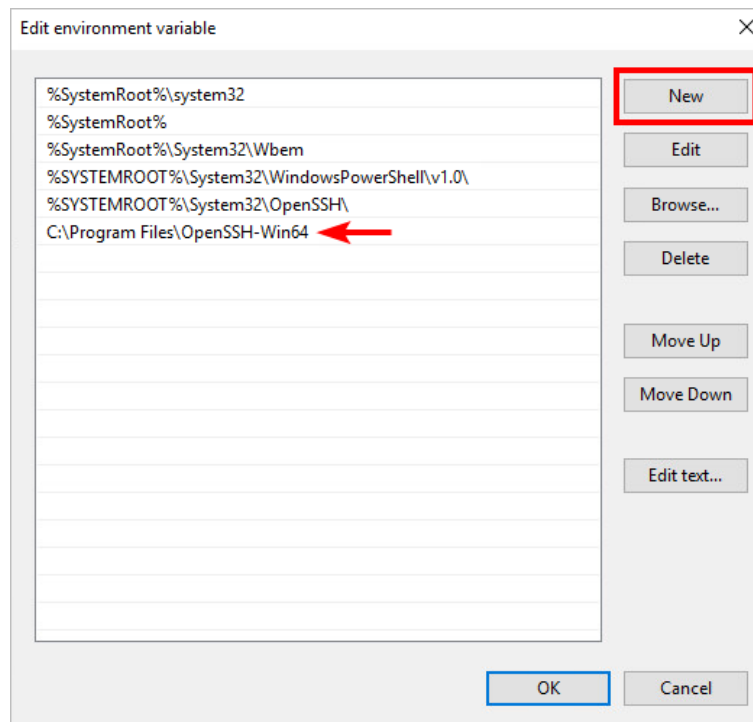 Edit environment variable
%SystemRoot%\system32
%SystemRoot%
%SystemRoot%\System32\Wbem
%SYSTEMROOT%\System32\WindowsPowerShell\v1.0\
%SYSTEMROOT%\System32\OpenSSH\
C:\Program Files\OpenSSH-Win64
New
Edit
Browse...
Delete
Move Up
Move Down
Edit text...
OK
Cancel